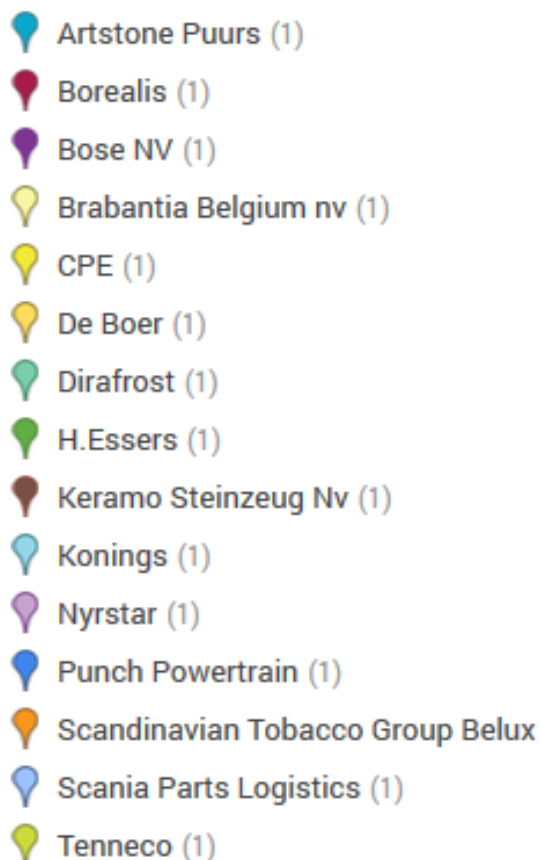 Artstone Puurs (1)
Borealis (1)
Bose NV (1)
Brabantia Belgium nv (1)
CPE (1)
De Boer (1)
Dirafrost (1)
H.Essers (1)
Keramo Steinzeug Nv (1)
Konings (1)
Nyrstar (1)
Punch Powertrain (1)
Scandinavian Tobacco Group Belux
Scania Parts Logistics (1)
Tenneco (1)